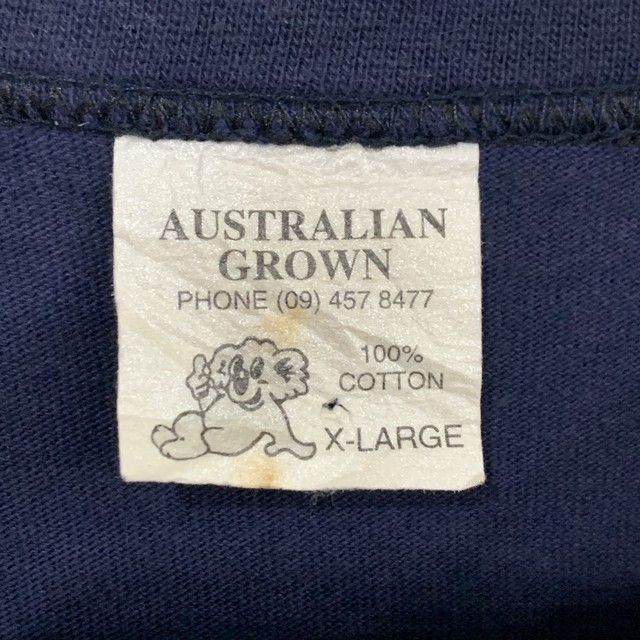 AUSTRALIAN
GROWN
PHONE (09) 457 8477
100%
COTTON
X-LARGE